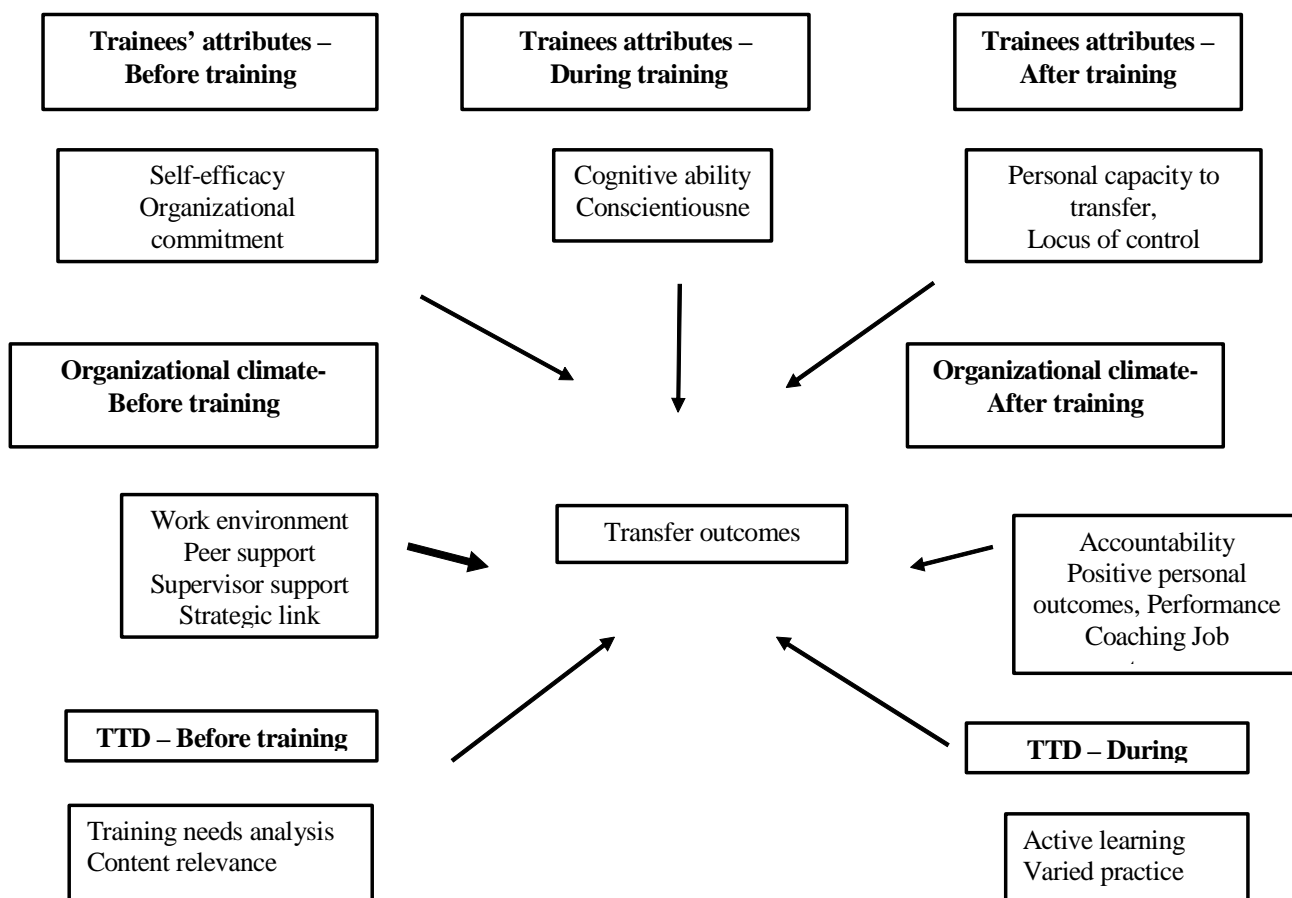 Trainees’ attributes –
Before training
Trainees attributes –
During training
Trainees attributes –
After training
Self-efficacy
Organizational
commitment
Cognitive ability
Conscientiousne
Personal capacity to
transfer,
Locus of control
Organizational climate-
Before training
Organizational climate-
After training
Work environment
Peer support
Supervisor support
Strategic link
Transfer outcomes
Accountability
Positive personal
outcomes, Performance
Coaching Job
TTD – Before training
TTD – During
Training needs analysis
Content relevance
Active learning
Varied practice